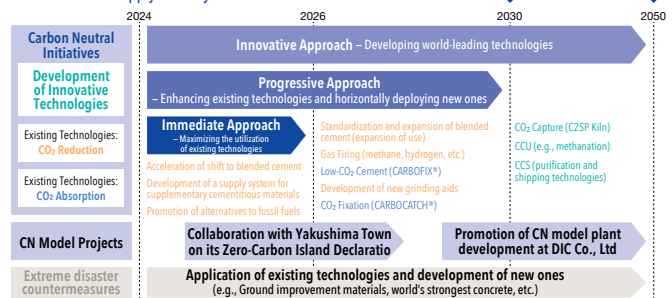 2024
2026
2030
2050
Carbon Neutral
Initiatives
Innovative Approach – Developing world-leading technologies
Development
of Innovative
Technologies
Progressive Approach
– Enhancing existing technologies and horizontally deploying new ones
Existing Technologies:
CO₂ Reduction
Immediate Approach
– Maximizing the utilization
of existing technologies
Standardization and expansion of blended
cement (expansion of use)
Gas Firing (methane, hydrogen, etc.)
Low-CO₂ Cement (CARBOFIX®)
Development of new grinding aids
CO₂ Fixation (CARBOCATCH®)
CO₂ Capture (C2SP Kiln)
CCU (e.g., methanation)
CCS (purification and
shipping technologies)
Existing Technologies:
CO₂ Absorption
Acceleration of shift to blended cement
Development of a supply system for
supplementary cementitious materials
Promotion of alternatives to fossil fuels
CN Model Projects
Collaboration with Yakushima Town
on its Zero-Carbon Island Declaratio
Promotion of CN model plant
development at DIC Co., Ltd
Extreme disaster
countermeasures
Application of existing technologies and development of new ones
(e.g., Ground improvement materials, world's strongest concrete, etc.)